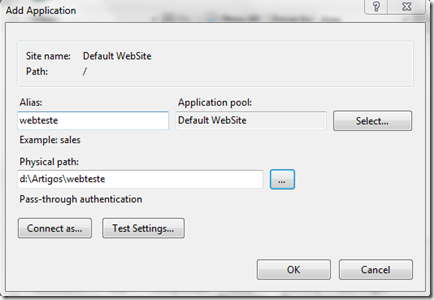 Add Application
Site name: Default WebSite
Path: /
Alias: Application pool:
webteste Default WebSite Select...
Example: sales
Physical path:
d:\Artigos\webteste ...
Pass-through authentication
Connect as... Test Settings...
OK Cancel